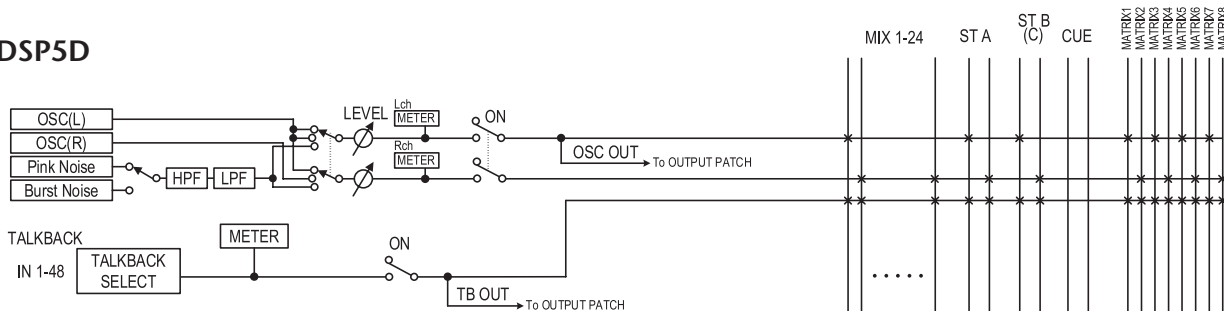 DSP5D
MIX 1-24
ST A
ST B
(C)
CUE
MATRIX1
MATRIX2
MATRIX3
MATRIX4
MATRIX5
MATRIX6
MATRIX7
MATRIX8
OSC(L)
OSC(R)
Pink Noise
Burst Noise
HPF
LPF
LEVEL
Lch
METER
Rch
METER
ON
OSC OUT
To OUTPUT PATCH
TALKBACK
IN 1-48
TALKBACK
SELECT
METER
ON
TB OUT
To OUTPUT PATCH